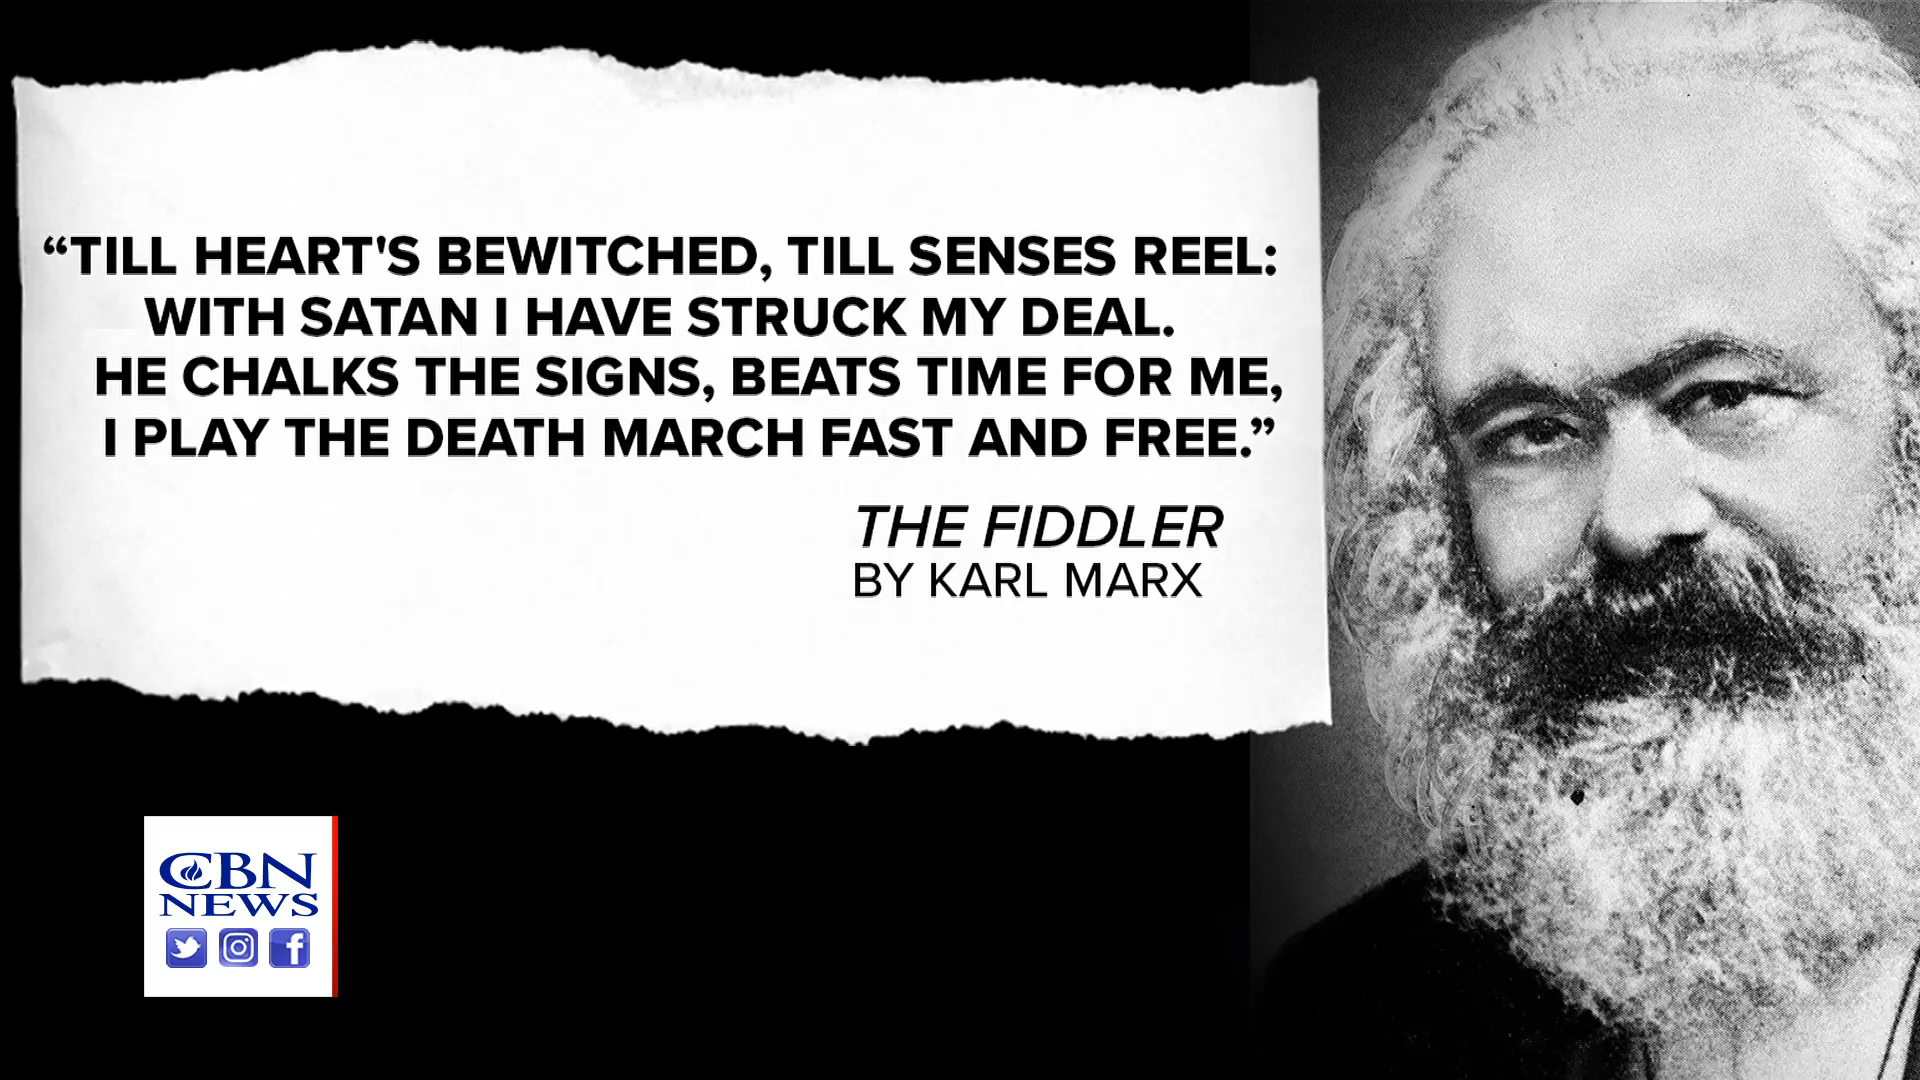 “TILL HEART'S BEWITCHED, TILL SENSES REEL:
WITH SATAN I HAVE STRUCK MY DEAL.
HE CHALKS THE SIGNS, BEATS TIME FOR ME,
I PLAY THE DEATH MARCH FAST AND FREE.”
THE FIDDLER
BY KARL MARX
CBN
NEWS